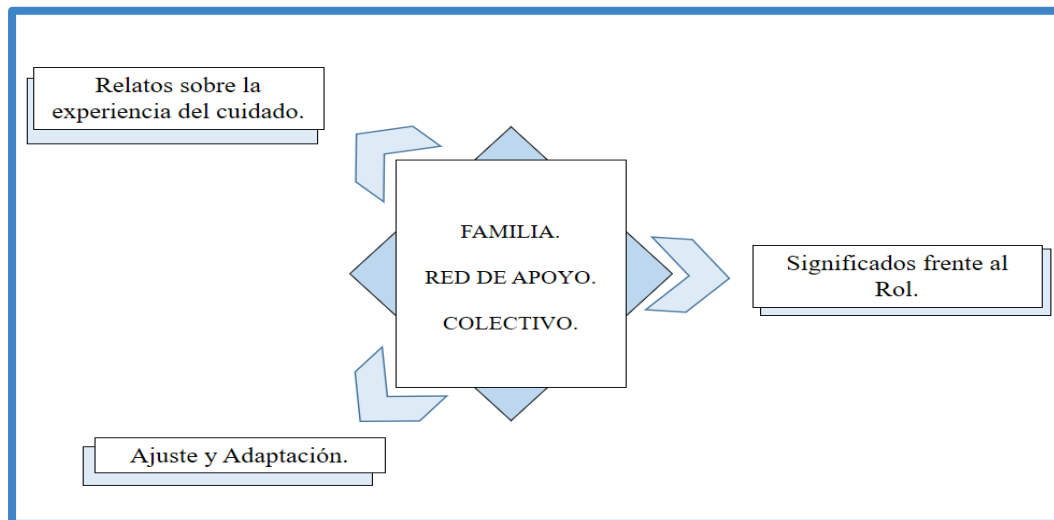 Relatos sobre la
experiencia del cuidado.
FAMILIA.
RED DE APOYO.
COLECTIVO.
Significados frente al
Rol.
Ajuste y Adaptación.